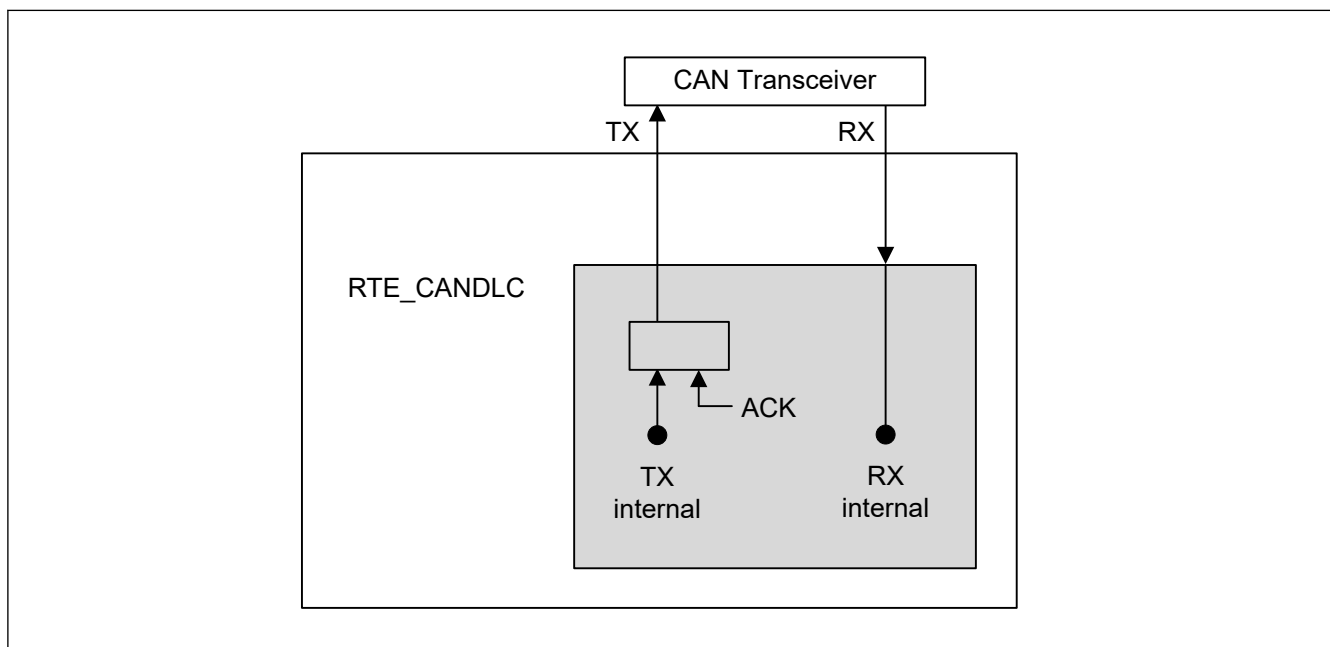 CAN Transceiver
TX
RX
RTE_CANDLC
ACK
TX
internal
RX
internal